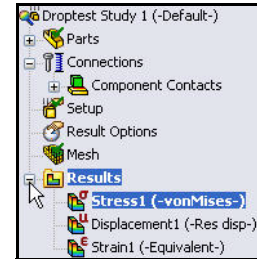 Droptest Study 1 (-Default-)
Parts
Connections
Component Contacts
Setup
Result Options
Mesh
Results
Stress1 (-vonMises-)
Displacement1 (-Res disp-)
Strain1 (-Equivalent-)